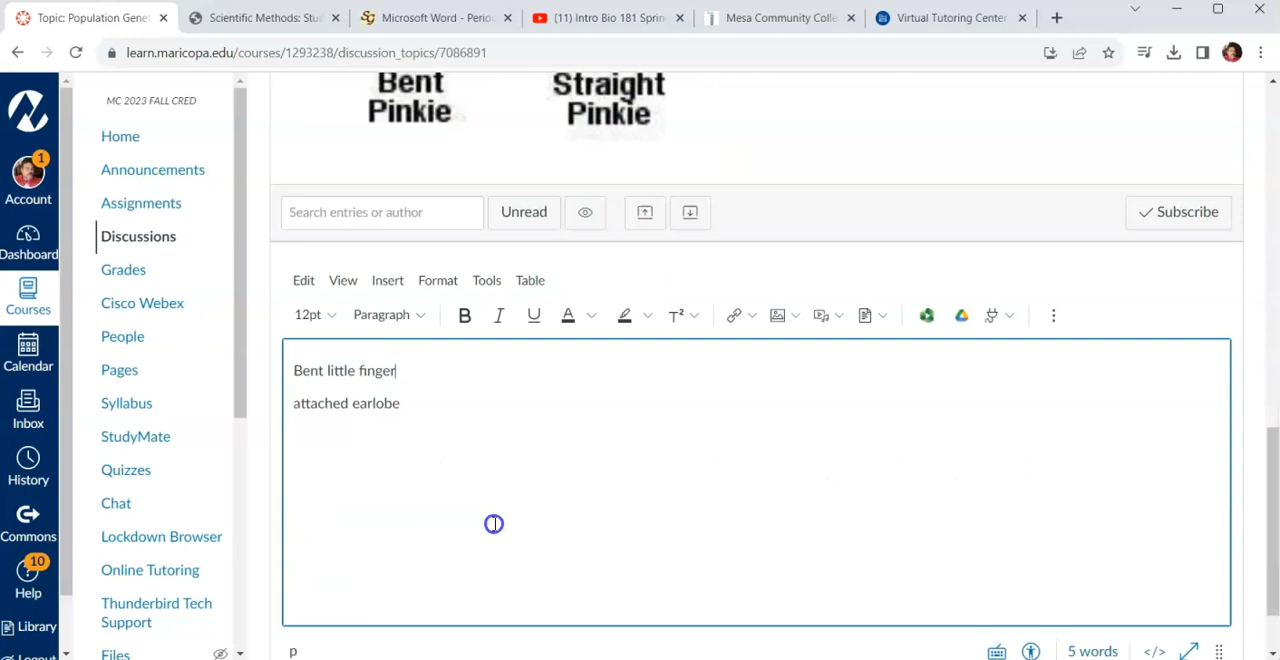 Topic: Population Gene
Scientific Methods: Stud
Microsoft Word - Perio
(11) Intro Bio 181 Sprin
Mesa Community Colle
Virtual Tutoring Center
learn.maricopa.edu/courses/1293238/discussion_topics/7086891
1
Account
Dashboard
Courses
Calendar
Inbox
History
Commons
10
Help
Library
Logout
MC 2023 FALL CRED
Home
Announcements
Assignments
Discussions
Grades
Cisco Webex
People
Pages
Syllabus
StudyMate
Quizzes
Chat
Lockdown Browser
Online Tutoring
Thunderbird Tech
Support
Files
Bent
Pinkie
Straight
Pinkie
Search entries or author
Unread
Subscribe
Edit View Insert Format Tools Table
12pt Paragraph B I U A T²
Bent little finger
attached earlobe
p
5 words </>